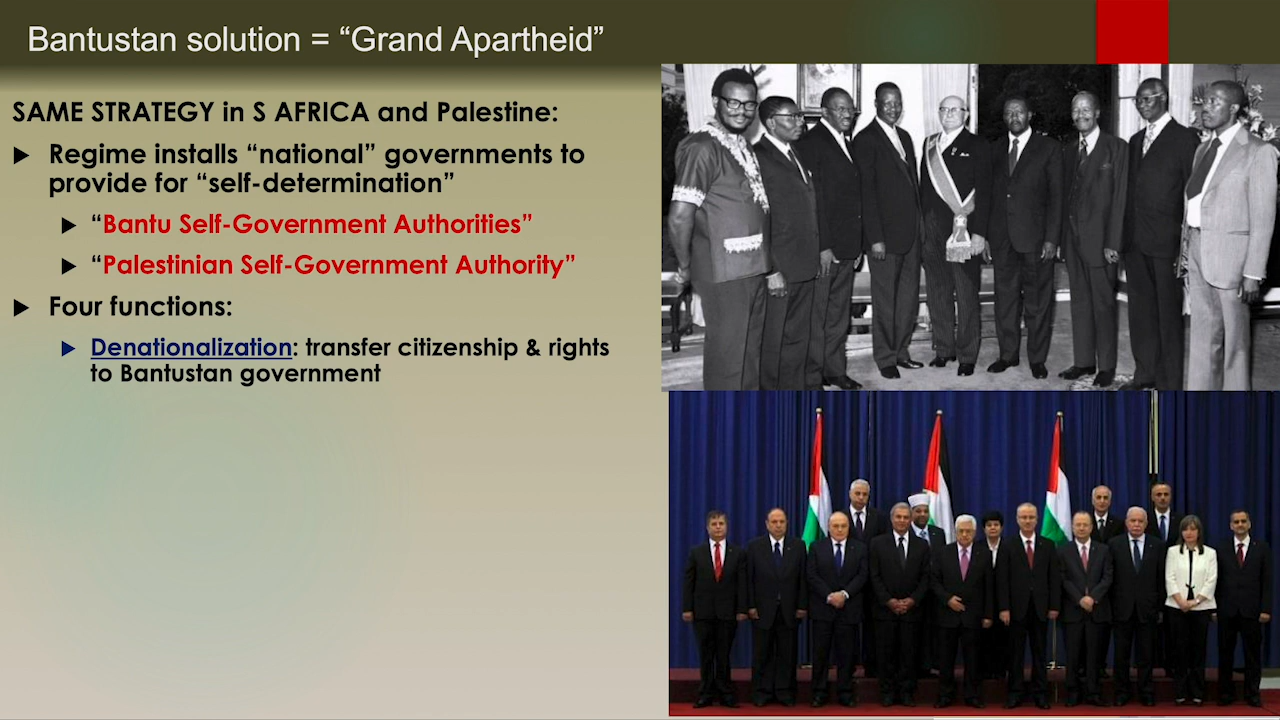 Bantustan solution = “Grand Apartheid”
SAME STRATEGY in S AFRICA and Palestine:
Regime installs “national” governments to
provide for “self-determination”
“Bantu Self-Government Authorities”
“Palestinian Self-Government Authority”
Four functions:
Denationalization: transfer citizenship & rights
to Bantustan government